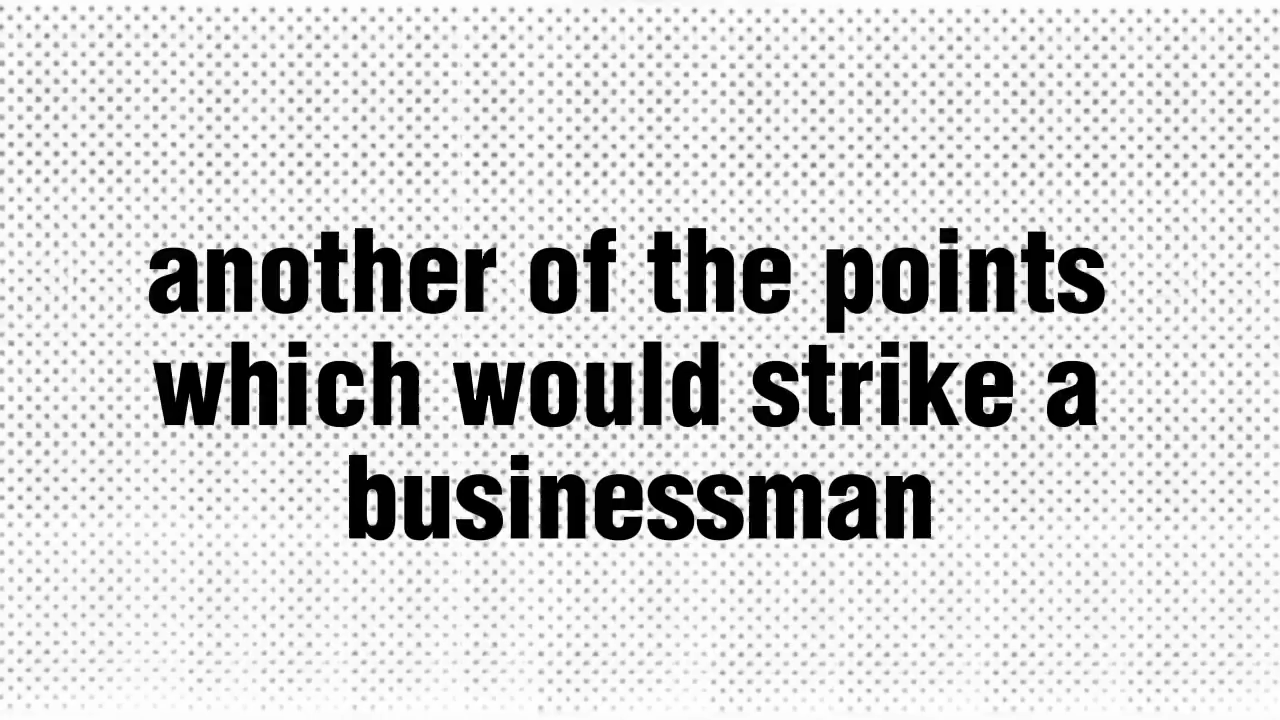 another of the points
which would strike a
businessman